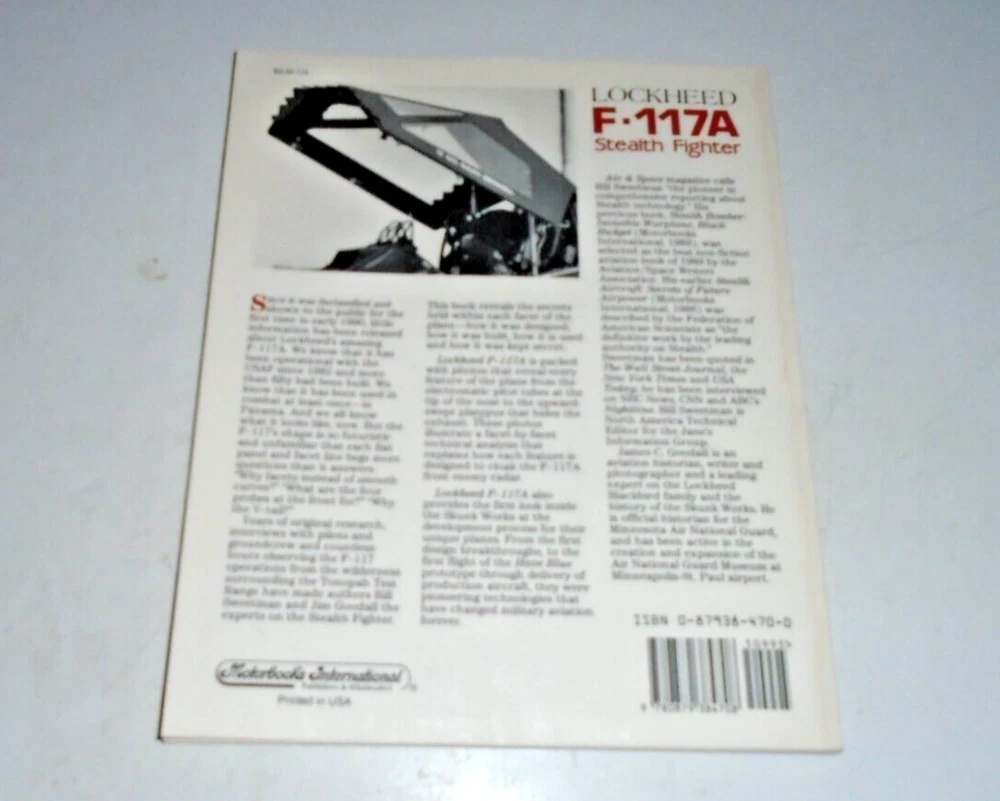 LOCKHEED
F·117A
Stealth Fighter
Air & Space magazine calls
Bill Sweetman "the pioneer in
comprehensive reporting about
Stealth technology." His
previous book, Stealth Bomber:
Invisible Warplane, Black
Budget (Motorbooks
International, 1989), was
selected as the best non-fiction
aviation book of 1989 by the
Aviation/Space Writers
Association. His earlier Stealth
Aircraft: Secrets of Future
Airpower (Motorbooks
International, 1986) was
described by the Federation of
American Scientists as "the
definitive work by the leading
authority on Stealth."
Sweetman has been quoted in
The Wall Street Journal, the
New York Times and USA
Today; he has been interviewed
on NBC News, CNN and ABC's
Nightline. Bill Sweetman is
North America Technical
Editor for the Jane's
Information Group.
James C. Goodall is an
aviation historian, writer and
photographer and a leading
expert on the Lockheed
Blackbird family and the
history of the Skunk Works. He
is official historian for the
Minnesota Air National Guard,
and has been active in the
creation and expansion of the
Air National Guard Museum at
Minneapolis-St. Paul airport.
Since it was declassified and
shown to the public for the
first time in early 1990, little
information has been released
about Lockheed's amazing
F-117A. We know that it has
been operational with the
USAF since 1983 and more
than fifty had been built. We
know that it has been used in
combat at least once—in
Panama. And we all know
what it looks like, now. But the
F-117's shape is so futuristic
and unfamiliar that each flat
panel and facet line begs more
questions than it answers.
"Why facets instead of smooth
curves?" "What are the four
probes at the front for?" "Why
the V-tail?"
Years of original research,
interviews with pilots and
groundcrew and countless
hours observing the F-117
operations from the wilderness
surrounding the Tonopah Test
Range have made authors Bill
Sweetman and Jim Goodall the
experts on the Stealth Fighter.
This book reveals the secrets
held within each facet of the
plane—how it was designed,
how it was built, how it is used
and how it was kept secret.
Lockheed F-117A is packed
with photos that reveal every
feature of the plane from the
electrostatic pitot tubes at the
tip of the nose to the upward-
swept platypus that hides the
exhaust. These photos
illustrate a facet-by-facet
technical analysis that
explains how each feature is
designed to cloak the F-117A
from enemy radar.
Lockheed F-117A also
provides the first look inside
the Skunk Works at the
development process for their
unique planes. From the first
design breakthroughs, to the
first flight of the Have Blue
prototype through delivery of
production aircraft, they were
pioneering technologies that
have changed military aviation
forever.
Motorbooks International
Publishers & Wholesalers
Printed in USA
ISBN 0-87938-470-0
9 780879 384708